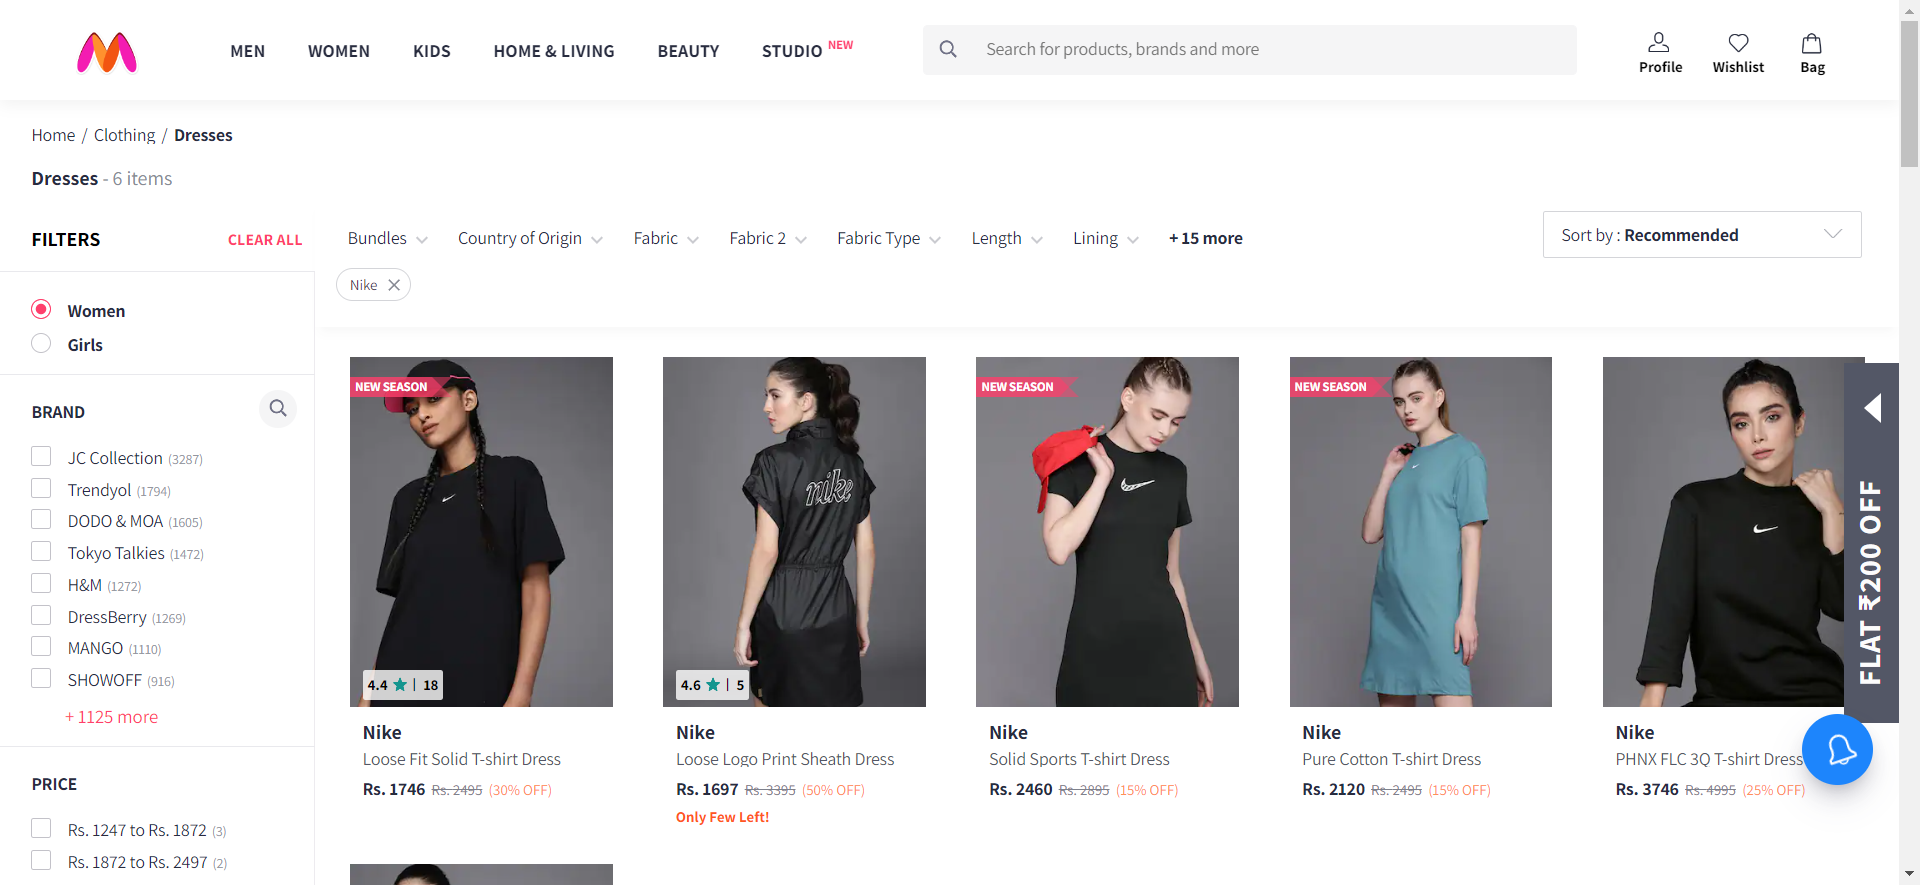 MEN WOMEN KIDS HOME & LIVING BEAUTY STUDIO NEW
Search for products, brands and more
Profile Wishlist Bag
Home / Clothing / Dresses
Dresses - 6 items
FILTERS CLEAR ALL
Bundles Country of Origin Fabric Fabric 2 Fabric Type Length Lining + 15 more
Sort by : Recommended
Nike
Women
Girls
BRAND
JC Collection (3287)
Trendyol (1794)
DODO & MOA (1605)
Tokyo Talkies (1472)
H&M (1272)
DressBerry (1269)
MANGO (1110)
SHOWOFF (916)
+ 1125 more
PRICE
Rs. 1247 to Rs. 1872 (3)
Rs. 1872 to Rs. 2497 (2)
NEW SEASON
4.4 | 18
Nike
Loose Fit Solid T-shirt Dress
Rs. 1746 Rs. 2495 (30% OFF)
nike
4.6 | 5
Nike
Loose Logo Print Sheath Dress
Rs. 1697 Rs. 3395 (50% OFF)
Only Few Left!
NEW SEASON
Nike
Solid Sports T-shirt Dress
Rs. 2460 Rs. 2895 (15% OFF)
NEW SEASON
Nike
Pure Cotton T-shirt Dress
Rs. 2120 Rs. 2495 (15% OFF)
Nike
PHNX FLC 3Q T-shirt Dress
Rs. 3746 Rs. 4995 (25% OFF)
FLAT ₹200 OFF